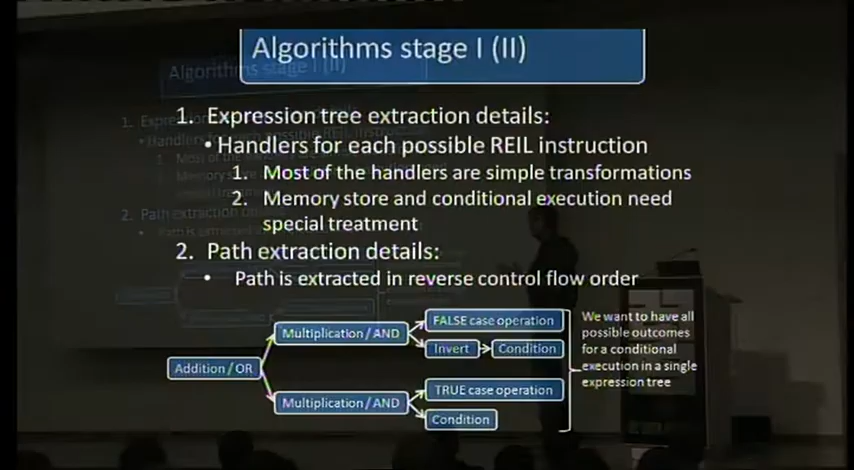 Algorithms stage I (II)
1. Expression tree extraction details:
• Handlers for each possible REIL instruction
1. Most of the handlers are simple transformations
2. Memory store and conditional execution need
special treatment
2. Path extraction details:
• Path is extracted in reverse control flow order
Addition / OR
Multiplication / AND
FALSE case operation
Invert
Condition
Multiplication / AND
TRUE case operation
Condition
We want to have all
possible outcomes
for a conditional
execution in a single
expression tree